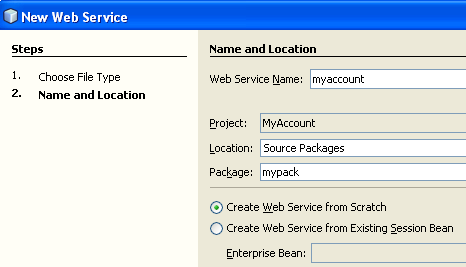 New Web Service
Steps
1. Choose File Type
2. Name and Location
Name and Location
Web Service Name: myaccount
Project: MyAccount
Location: Source Packages
Package: mypack
Create Web Service from Scratch
Create Web Service from Existing Session Bean
Enterprise Bean: